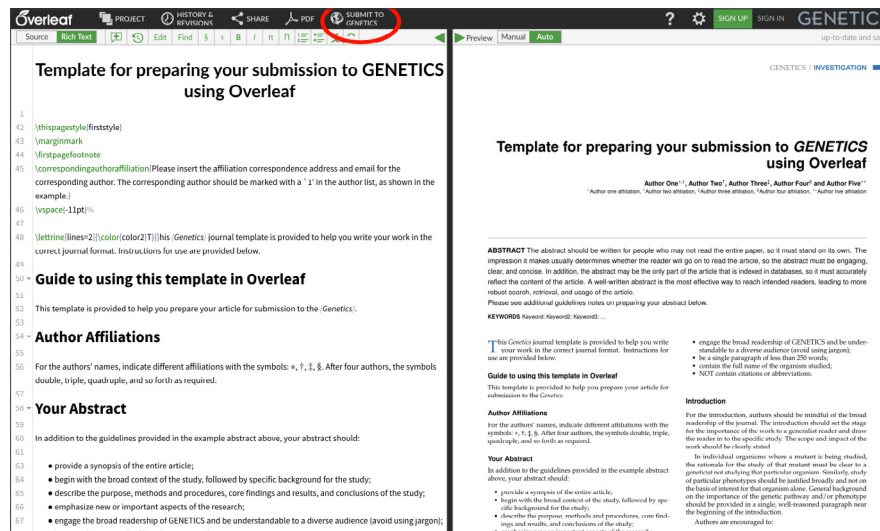 Overleaf
PROJECT
HISTORY & REVISIONS
SHARE
PDF
SUBMIT TO GENETICS
?
SIGN UP
SIGN IN
GENETIC
Source
Rich Text
Edit
Find
§
B
I
π
Preview
Manual
Auto
up-to-date and sa
Template for preparing your submission to GENETICS
using Overleaf
1
42 \thispagestyle{firststyle}
43 \marginmark
44 \firstpagefootnote
45 \correspondingauthoraffiliation{Please insert the affiliation correspondence address and email for the
corresponding author. The corresponding author should be marked with a `1' in the author list, as shown in the
example.}
46 \vspace{-11pt}%
47
48 \lettrine[lines=2]{\color{color2}T}{}his {Genetics} journal template is provided to help you write your work in the
correct journal format. Instructions for use are provided below.
49
50 Guide to using this template in Overleaf
51
52 This template is provided to help you prepare your article for submission to the {Genetics}.
53
54 Author Affiliations
55
56 For the authors' names, indicate different affiliations with the symbols: ∗, †, ‡, §. After four authors, the symbols
double, triple, quadruple, and so forth as required.
57
58 Your Abstract
59
60 In addition to the guidelines provided in the example abstract above, your abstract should:
61
63 ● provide a synopsis of the entire article;
64 ● begin with the broad context of the study, followed by specific background for the study;
65 ● describe the purpose, methods and procedures, core findings and results, and conclusions of the study;
66 ● emphasize new or important aspects of the research;
67 ● engage the broad readership of GENETICS and be understandable to a diverse audience (avoid using jargon);
GENETICS | INVESTIGATION
Template for preparing your submission to GENETICS
using Overleaf
Author One∗,1, Author Two†, Author Three‡, Author Four§ and Author Five∗∗
∗Author one affiliation, †Author two affiliation, ‡Author three affiliation, §Author four affiliation, ∗∗Author five affiliation
ABSTRACT The abstract should be written for people who may not read the entire paper, so it must stand on its own. The
impression it makes usually determines whether the reader will go on to read the article, so the abstract must be engaging,
clear, and concise. In addition, the abstract may be the only part of the article that is indexed in databases, so it must accurately
reflect the content of the article. A well-written abstract is the most effective way to reach intended readers, leading to more
robust search, retrieval, and usage of the article.
Please see additional guidelines notes on preparing your abstract below.
KEYWORDS Keyword; Keyword2; Keyword3; ...
This Genetics journal template is provided to help you write
your work in the correct journal format. Instructions for
use are provided below.
Guide to using this template in Overleaf
This template is provided to help you prepare your article for
submission to the Genetics.
Author Affiliations
For the authors' names, indicate different affiliations with the
symbols: ∗, †, ‡, §. After four authors, the symbols double, triple,
quadruple, and so forth as required.
Your Abstract
In addition to the guidelines provided in the example abstract
above, your abstract should:
• provide a synopsis of the entire article;
• begin with the broad context of the study, followed by spe-
cific background for the study;
• describe the purpose, methods and procedures, core find-
ings and results, and conclusions of the study;
• engage the broad readership of GENETICS and be under-
standable to a diverse audience (avoid using jargon);
• be a single paragraph of less than 250 words;
• contain the full name of the organism studied;
• NOT contain citations or abbreviations.
Introduction
For the introduction, authors should be mindful of the broad
readership of the journal. The introduction should set the stage
for the importance of the work to a generalist reader and draw
the reader in to the specific study. The scope and impact of the
work should be clearly stated.
In individual organisms where a mutant is being studied,
the rationale for the study of that mutant must be clear to a
geneticist not studying that particular organism. Similarly, study
of particular phenotypes should be justified broadly and not on
the basis of interest for that organism alone. General background
on the importance of the genetic pathway and/or phenotype
should be provided in a single, well-reasoned paragraph near
the beginning of the introduction.
Authors are encouraged to: